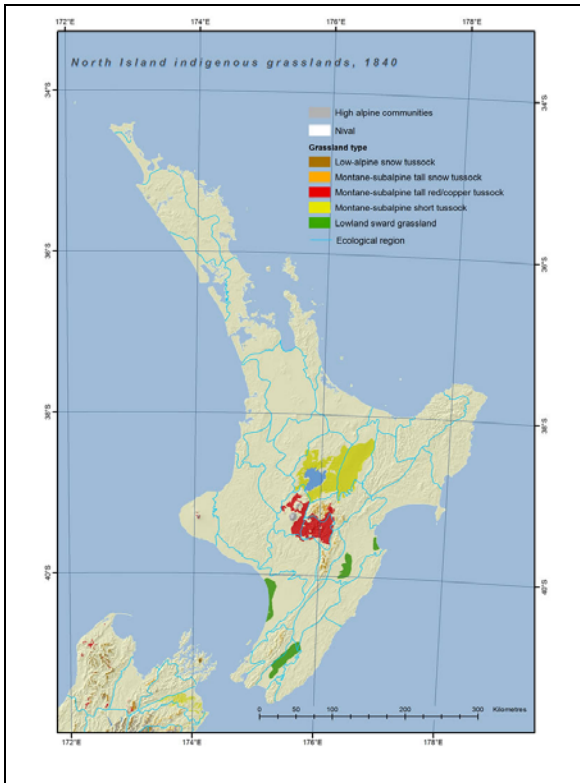 172°E 174°E 176°E 178°E
North Island indigenous grasslands, 1840
34°S 34°S
High alpine communities
Nival
Grassland type
Low-alpine snow tussock
Montane-subalpine tall snow tussock
Montane-subalpine tall red/copper tussock
Montane-subalpine short tussock
Lowland sward grassland
Ecological region
36°S 36°S
38°S 38°S
40°S 40°S
0 25 50 100 150 200 250 300 Kilometres
172°E 174°E 176°E 178°E